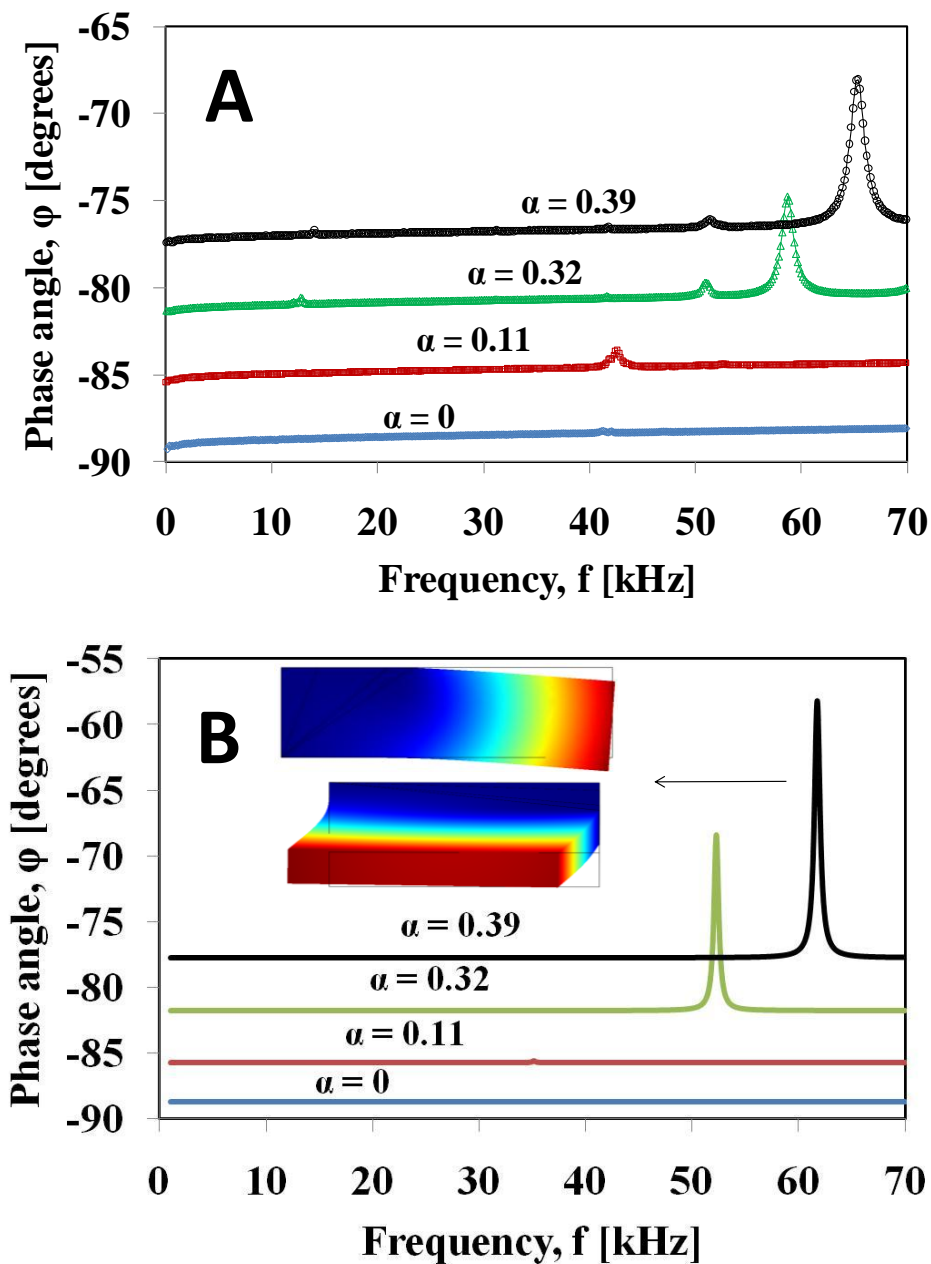 -65
A
-70
α = 0.39
-75
α = 0.32
-80
α = 0.11
-85
α = 0
-90
Phase angle, φ [degrees]
0 10 20 30 40 50 60 70
Frequency, f [kHz]
-55
B
-60
-65
-70
-75
α = 0.39
-80
α = 0.32
-85
α = 0.11
α = 0
-90
Phase angle, φ [degrees]
0 10 20 30 40 50 60 70
Frequency, f [kHz]